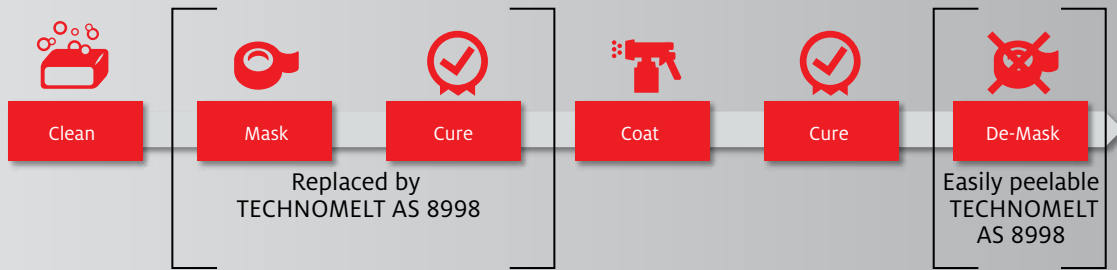 Clean
Mask
Cure
Coat
Cure
De-Mask
Replaced by
TECHNOMELT AS 8998
Easily peelable
TECHNOMELT
AS 8998